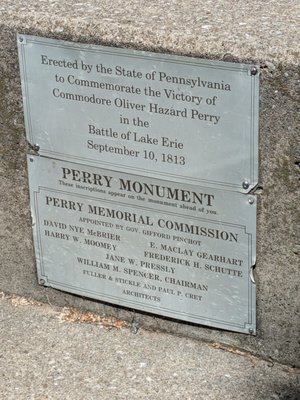 Erected by the State of Pennsylvania
to Commemorate the Victory of
Commodore Oliver Hazard Perry
in the
Battle of Lake Erie
September 10, 1813
PERRY MONUMENT
These inscriptions appear on the monument ahead of you.
PERRY MEMORIAL COMMISSION
APPOINTED BY GOV. GIFFORD PINCHOT
DAVID NYE McBRIER E. MACLAY GEARHART
HARRY W. MOOMEY FREDERICK H. SCHUTTE
JANE W. PRESSLY
WILLIAM M. SPENCER, CHAIRMAN
FULLER & STICKLE AND PAUL P. CRET
ARCHITECTS